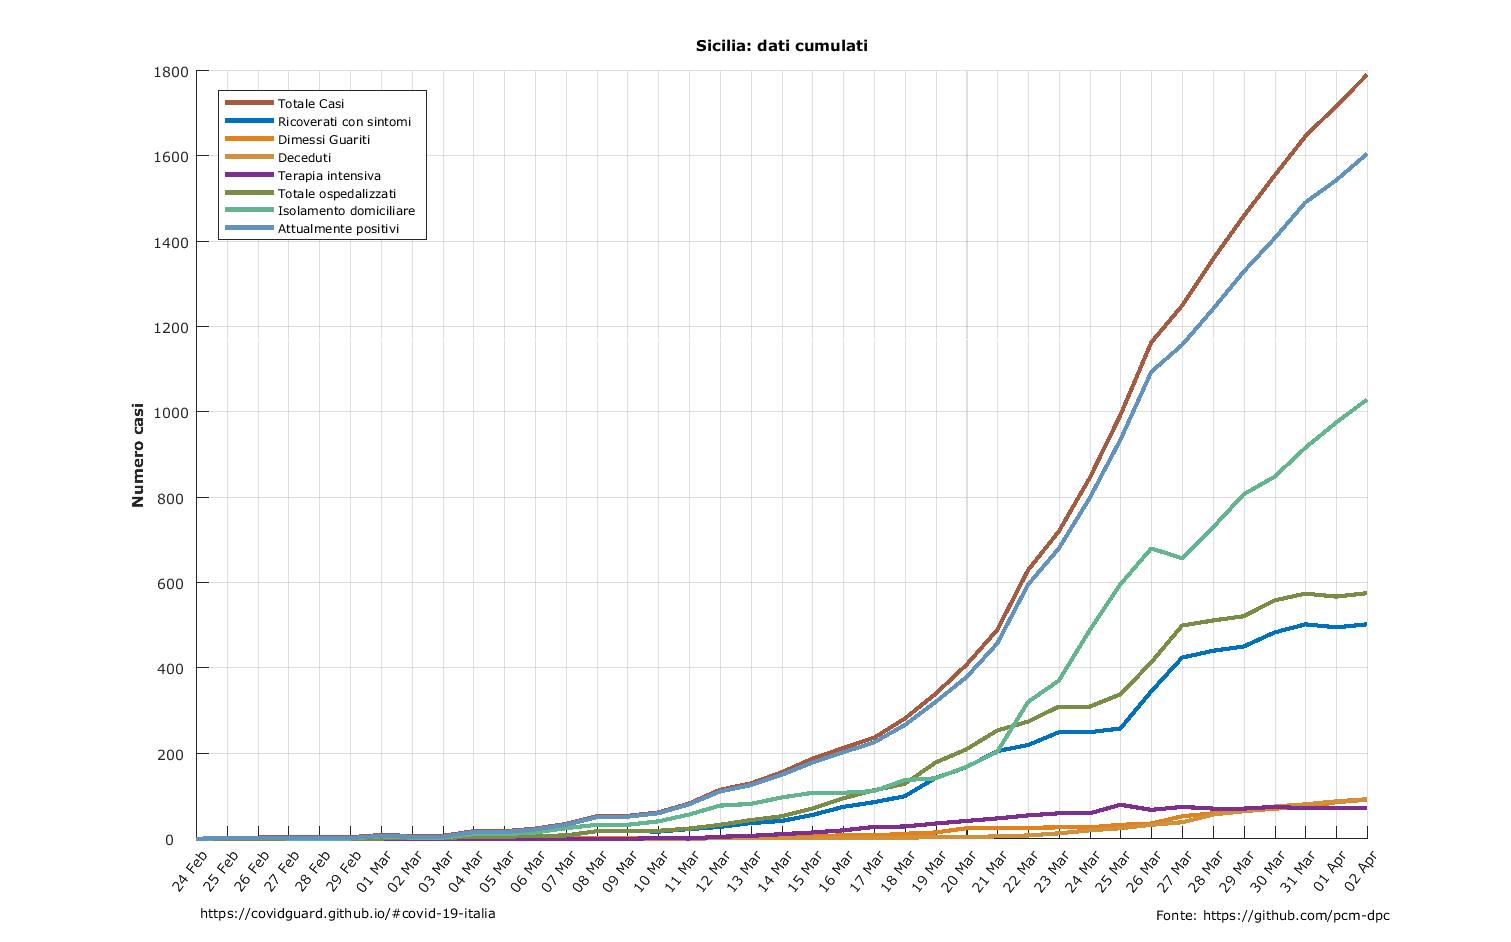 Sicilia: dati cumulati
1800
1600
1400
1200
1000
800
600
400
200
0
Numero casi
Totale Casi
Ricoverati con sintomi
Dimessi Guariti
Deceduti
Terapia intensiva
Totale ospedalizzati
Isolamento domiciliare
Attualmente positivi
24 Feb
25 Feb
26 Feb
27 Feb
28 Feb
29 Feb
01 Mar
02 Mar
03 Mar
04 Mar
05 Mar
06 Mar
07 Mar
08 Mar
09 Mar
10 Mar
11 Mar
12 Mar
13 Mar
14 Mar
15 Mar
16 Mar
17 Mar
18 Mar
19 Mar
20 Mar
21 Mar
22 Mar
23 Mar
24 Mar
25 Mar
26 Mar
27 Mar
28 Mar
29 Mar
30 Mar
31 Mar
01 Apr
02 Apr
https://covidguard.github.io/#covid-19-italia
Fonte: https://github.com/pcm-dpc